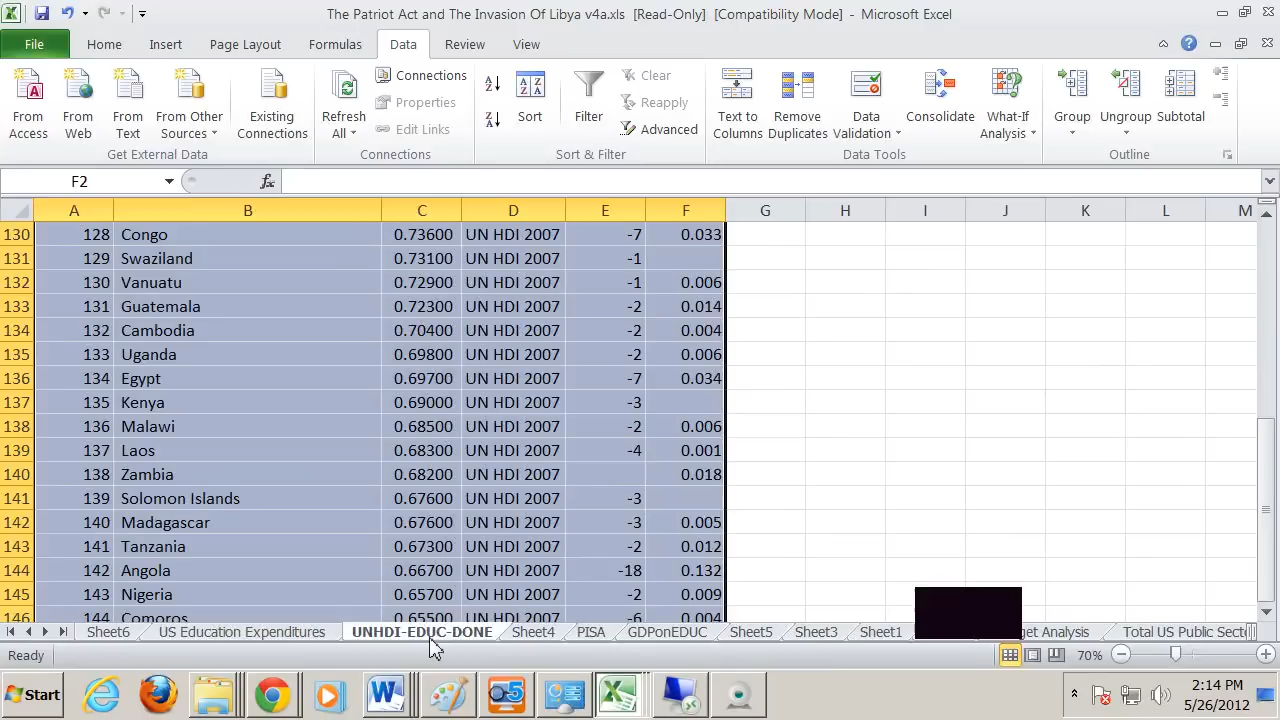 The Patriot Act and The Invasion Of Libya v4a.xls [Read-Only] [Compatibility Mode] - Microsoft Excel
File Home Insert Page Layout Formulas Data Review View
From Access
From Web
From Text
From Other Sources
Existing Connections
Get External Data
Refresh All
Connections
Properties
Edit Links
Connections
Sort
Filter
Clear
Reapply
Advanced
Sort & Filter
Text to Columns
Remove Duplicates
Data Validation
Consolidate
What-If Analysis
Data Tools
Group
Ungroup
Subtotal
Outline
F2 fx
A B C D E F G H I J K L M
130 128 Congo 0.73600 UN HDI 2007 -7 0.033
131 129 Swaziland 0.73100 UN HDI 2007 -1
132 130 Vanuatu 0.72900 UN HDI 2007 -1 0.006
133 131 Guatemala 0.72300 UN HDI 2007 -2 0.014
134 132 Cambodia 0.70400 UN HDI 2007 -2 0.004
135 133 Uganda 0.69800 UN HDI 2007 -2 0.006
136 134 Egypt 0.69700 UN HDI 2007 -7 0.034
137 135 Kenya 0.69000 UN HDI 2007 -3
138 136 Malawi 0.68500 UN HDI 2007 -2 0.006
139 137 Laos 0.68300 UN HDI 2007 -4 0.001
140 138 Zambia 0.68200 UN HDI 2007 0.018
141 139 Solomon Islands 0.67600 UN HDI 2007 -3
142 140 Madagascar 0.67600 UN HDI 2007 -3 0.005
143 141 Tanzania 0.67300 UN HDI 2007 -2 0.012
144 142 Angola 0.66700 UN HDI 2007 -18 0.132
145 143 Nigeria 0.65700 UN HDI 2007 -2 0.009
146 144 Comoros 0.65500 UN HDI 2007 -6 0.004
Sheet6 US Education Expenditures UNHDI-EDUC-DONE Sheet4 PISA GDPonEDUC Sheet5 Sheet3 Sheet1 Analysis Total US Public
Ready 70%
Start W 5 2:14 PM
5/26/2012